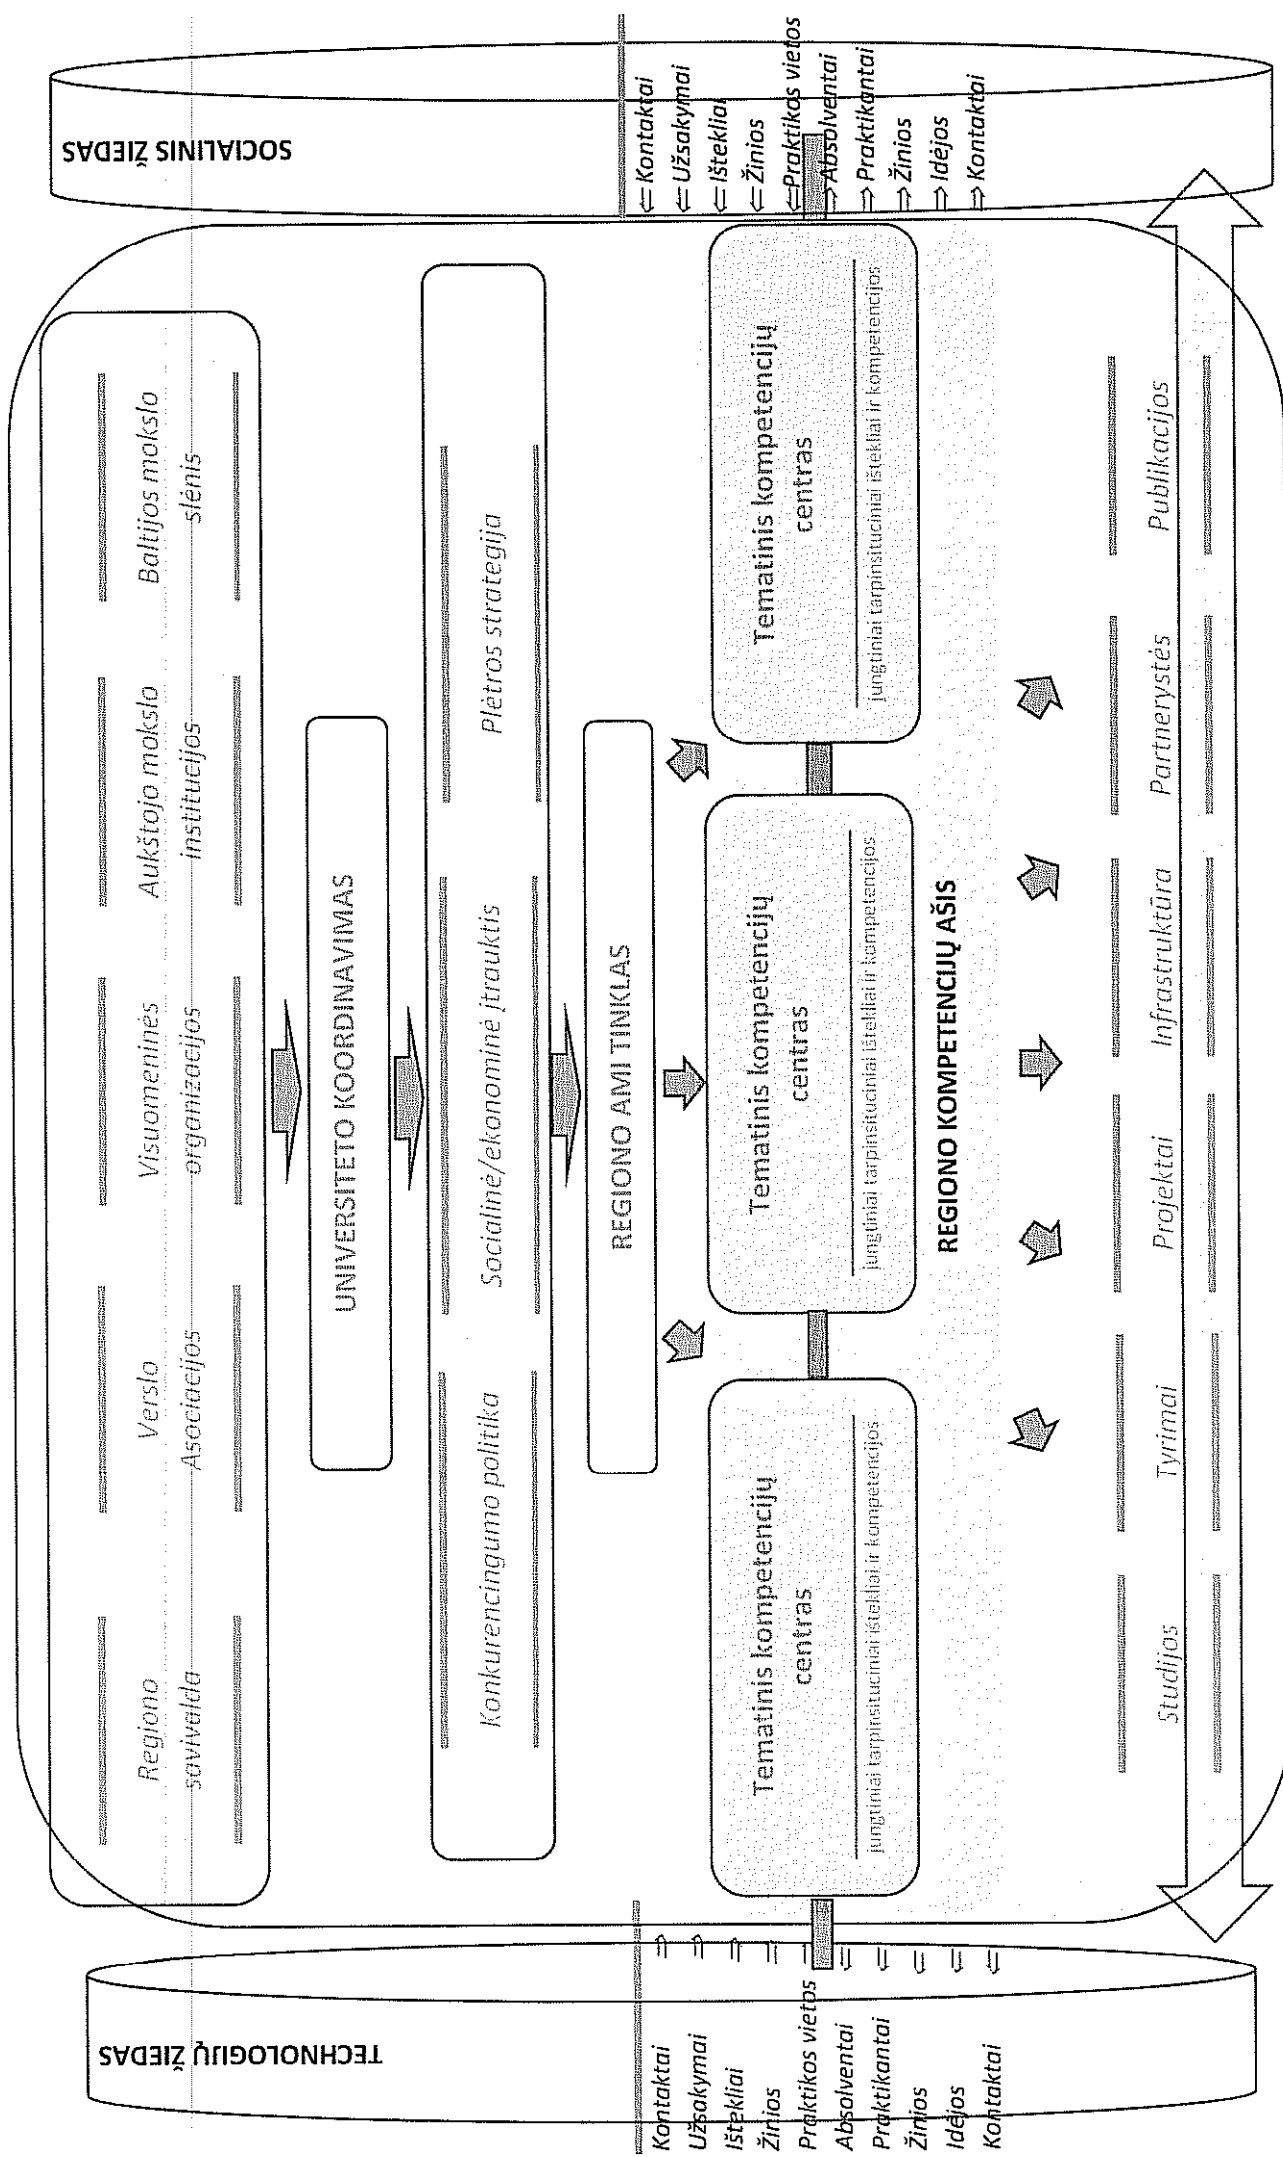 TECHNOLOGIJŲ ŽIEDAS
Kontaktai
Užsakymai
Ištekliai
Žinios
Praktikos vietos
Absolventai
Praktikantai
Žinios
Idėjos
Kontaktai
Regiono
savivalda
Verslo
Asociacijos
Visuomeninės
organizacijos
Aukštojo mokslo
institucijos
Baltijos mokslo
slėnis
UNIVERSITETO KOORDINAVIMAS
Konkurencingumo politika
Socialinė/ekonominė įtrauktis
Plėtros strategija
REGIONO AMI TINKLAS
Tematinis kompetencijų
centras
jungtiniai tarpinsituciniai ištekliai ir kompetencijos
Tematinis kompetencijų
centras
jungtiniai tarpinsituciniai ištekliai ir kompetencijos
Tematinis kompetencijų
centras
jungtiniai tarpinsituciniai ištekliai ir kompetencijos
REGIONO KOMPETENCIJŲ AŠIS
Studijos
Tyrimai
Projektai
Infrastruktūra
Partnerystės
Publikacijos
SOCIALINIS ŽIEDAS
⇐ Kontaktai
⇐ Užsakymai
⇐ Ištekliai
⇐ Žinios
⇐ Praktikos vietos
⇒ Absolventai
⇒ Praktikantai
⇒ Žinios
⇒ Idėjos
⇒ Kontaktai